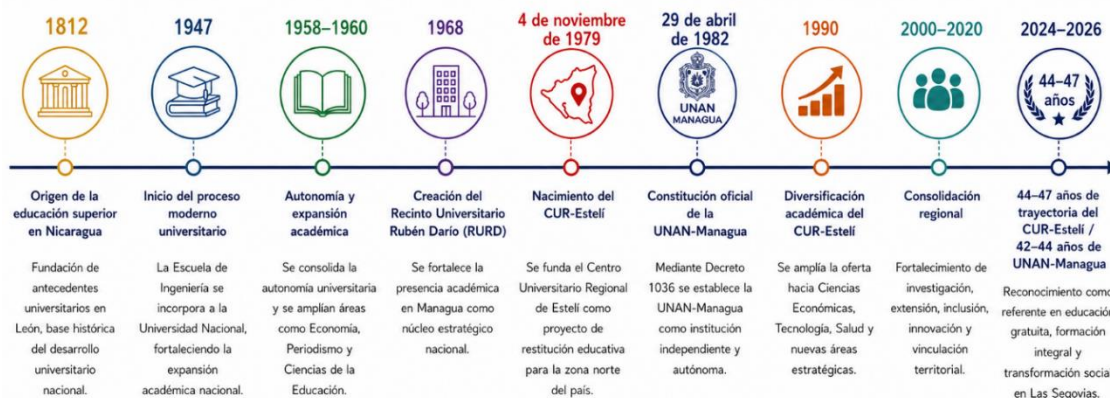 1812
Origen de la
educación superior
en Nicaragua
Fundación de
antecedentes
universitarios en
León, base histórica
del desarrollo
universitario
nacional.
1947
Inicio del proceso
moderno
universitario
La Escuela de
Ingeniería se
incorpora a la
Universidad Nacional,
fortaleciendo la
expansión
académica nacional.
1958–1960
Autonomía y
expansión
académica
Se consolida la
autonomía universitaria
y se amplían áreas
como Economía,
Periodismo y
Ciencias de la
Educación.
1968
Creación del
Recinto Universitario
Rubén Darío (RURD)
Se fortalece la
presencia académica
en Managua como
núcleo estratégico
nacional.
4 de noviembre
de 1979
Nacimiento del
CUR-Estelí
Se funda el Centro
Universitario Regional
de Estelí como
proyecto de
restitución educativa
para la zona norte
del país.
29 de abril
de 1982
UNAN
MANAGUA
Constitución oficial
de la
UNAN-Managua
Mediante Decreto
1036 se establece la
UNAN-Managua
como institución
independiente y
autónoma.
1990
Diversificación
académica del
CUR-Estelí
Se amplía la oferta
hacia Ciencias
Económicas,
Tecnología, Salud y
nuevas áreas
estratégicas.
2000–2020
Consolidación
regional
Fortalecimiento de
investigación,
extensión, inclusión,
innovación y
vinculación
territorial.
2024–2026
44–47
años
44–47 años de
trayectoria del
CUR-Estelí /
42–44 años de
UNAN-Managua
Reconocimiento como
referente en educación
gratuita, formación
integral y
transformación social
en Las Segovias.